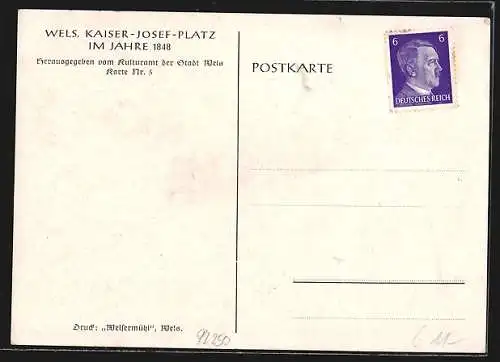 WELS, KAISER-JOSEF-PLATZ
IM JAHRE 1848
Herausgegeben vom Kulturamt der Stadt Wels
Karte Nr. 5
POSTKARTE
6 6
DEUTSCHES REICH
Druck: „Welsermühl", Wels.
91250